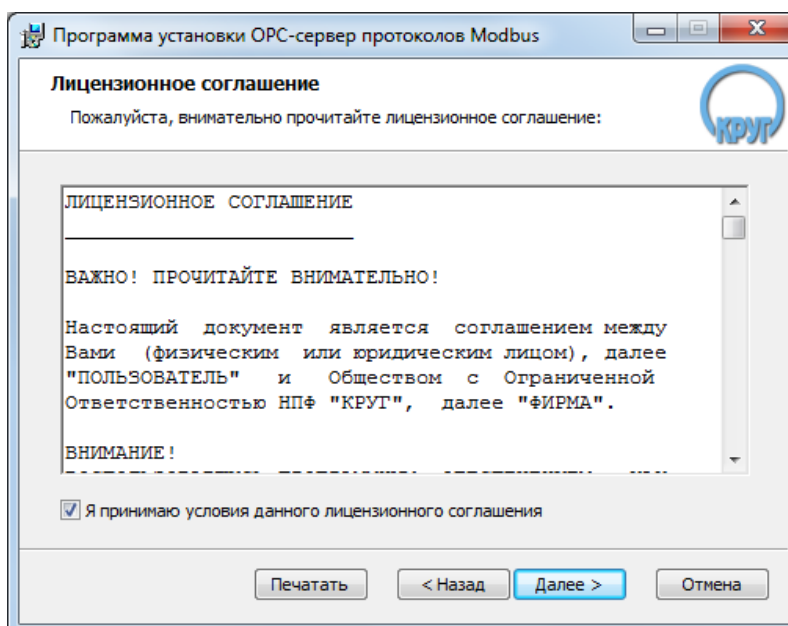 Программа установки OPC-сервер протоколов Modbus
Лицензионное соглашение
Пожалуйста, внимательно прочитайте лицензионное соглашение:
КРУГ
ЛИЦЕНЗИОННОЕ СОГЛАШЕНИЕ
ВАЖНО! ПРОЧИТАЙТЕ ВНИМАТЕЛЬНО!
Настоящий документ является соглашением между
Вами (физическим или юридическим лицом), далее
"ПОЛЬЗОВАТЕЛЬ" и Обществом с Ограниченной
Ответственностью НПФ "КРУГ", далее "ФИРМА".
ВНИМАНИЕ!
Я принимаю условия данного лицензионного соглашения
Печатать < Назад Далее > Отмена